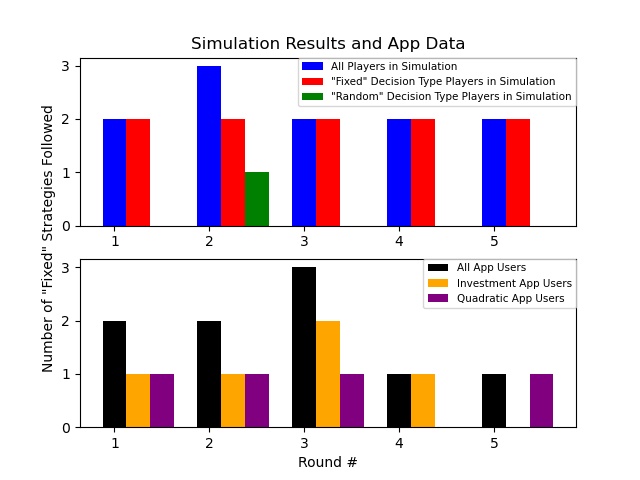 Simulation Results and App Data
Number of "Fixed" Strategies Followed
3
2
1
0
All Players in Simulation
"Fixed" Decision Type Players in Simulation
"Random" Decision Type Players in Simulation
1 2 3 4 5
3
2
1
0
All App Users
Investment App Users
Quadratic App Users
1 2 3 4 5
Round #